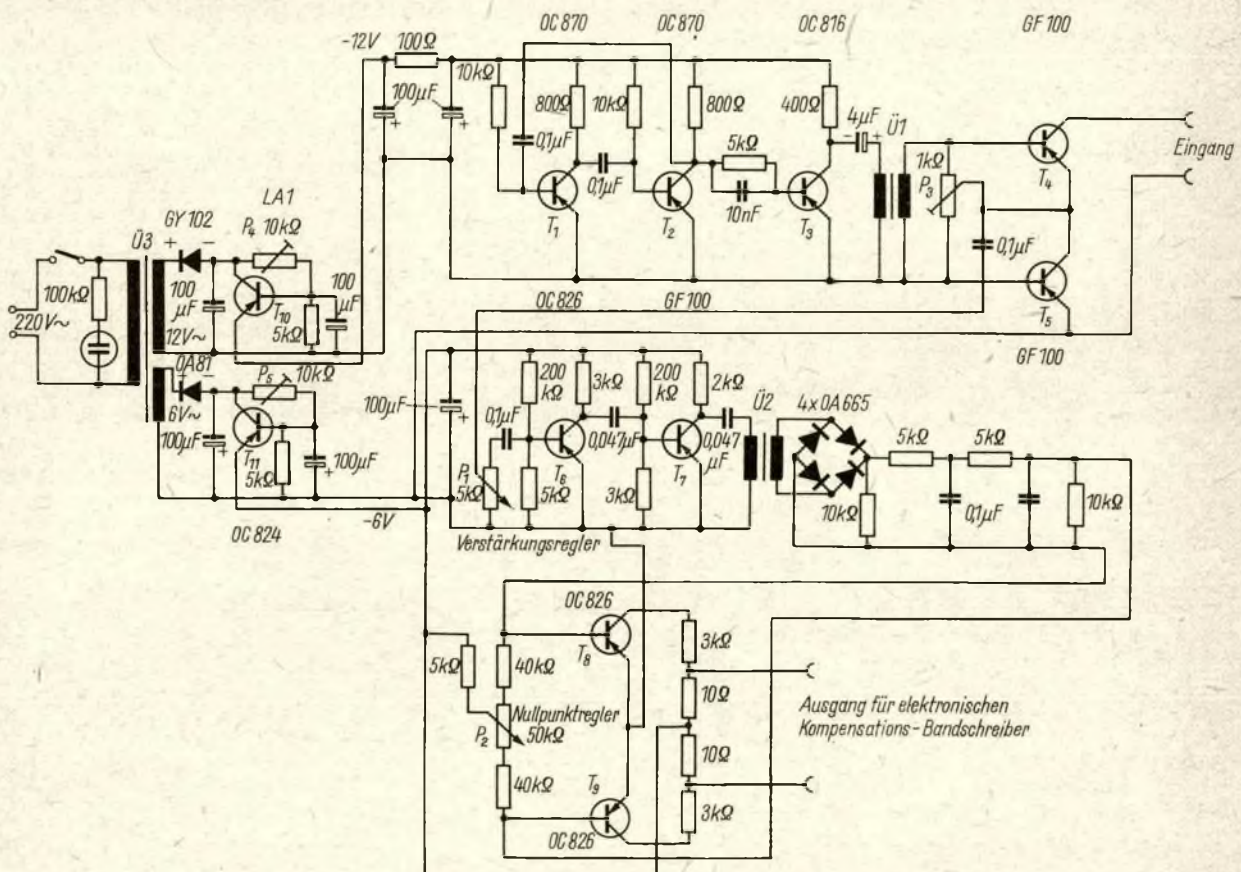 OC 870
OC 870
OC 816
GF 100
-12V
100Ω
10kΩ
100µF
800Ω
10kΩ
800Ω
400Ω
4µF
Ü1
0,1µF
0,1µF
5kΩ
10nF
1kΩ
P3
Eingang
T1
T2
T3
T4
0,1µF
T5
GF 100
LA1
GY 102
P4 10kΩ
Ü3
100kΩ
220V~
100 µF
12V~
T10
5kΩ
100 µF
OC 826
GF 100
OA81
P5 10kΩ
6V~
100µF
T11
5kΩ
100µF
-6V
OC 824
100µF
200 kΩ
3kΩ
200 kΩ
2kΩ
Ü2
4x OA 665
0,1µF
0,047µF
0,047 µF
T6
T7
P1
5kΩ
5kΩ
3kΩ
5kΩ
5kΩ
10kΩ
0,1µF
10kΩ
Verstärkungsregler
OC 826
T8
3kΩ
5kΩ
40kΩ
10Ω
Nullpunktregler
P2
50kΩ
Ausgang für elektronischen
Kompensations-Bandschreiber
10Ω
40kΩ
T9
3kΩ
OC 826